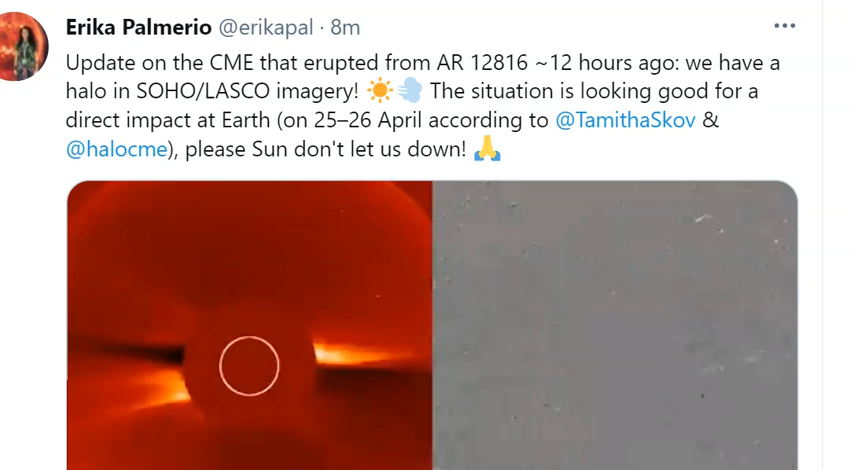 Erika Palmerio @erikapal · 8m
Update on the CME that erupted from AR 12816 ~12 hours ago: we have a
halo in SOHO/LASCO imagery! ☀️💨 The situation is looking good for a
direct impact at Earth (on 25–26 April according to @TamithaSkov &
@halocme), please Sun don't let us down! 🙏